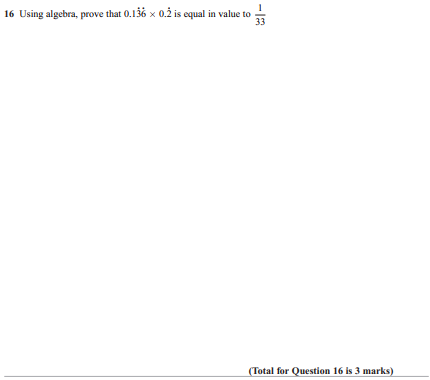 16 Using algebra, prove that 0.13̇6̇ × 0.2̇ is equal in value to 1/33
(Total for Question 16 is 3 marks)